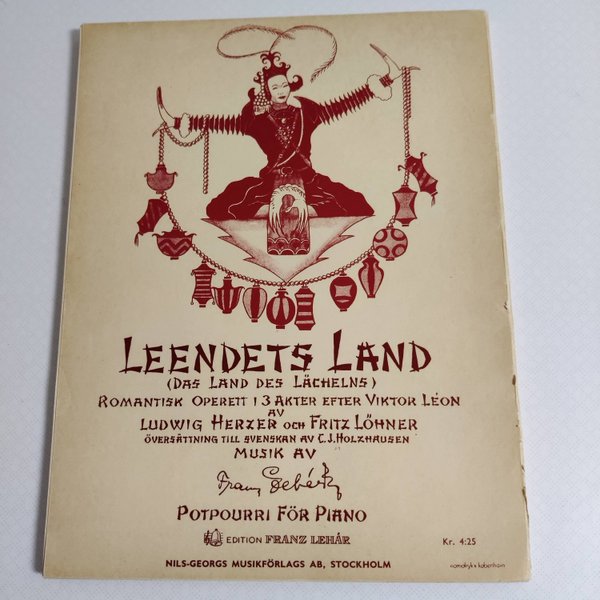 LEENDETS LAND
(DAS LAND DES LÄCHELNS)
ROMANTISK OPERETT I 3 AKTER EFTER VIKTOR LÉON
AV
LUDWIG HERZER OCH FRITZ LÖHNER
ÖVERSÄTTNING TILL SVENSKAN AV C.J. HOLZHAUSEN
MUSIK AV
Franz Lehár
POTPOURRI FÖR PIANO
EDITION FRANZ LEHÁR
Kr. 4:25
NILS-GEORGS MUSIKFÖRLAGS AB, STOCKHOLM